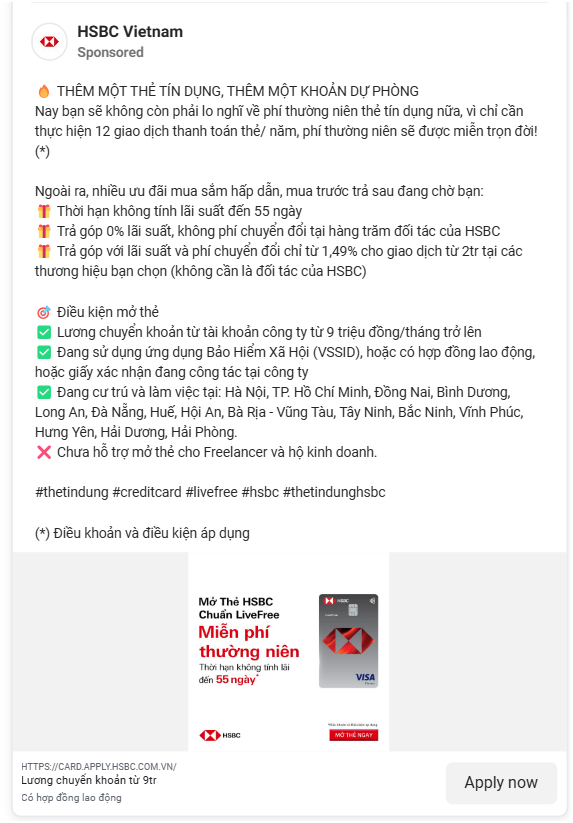 HSBC Vietnam
Sponsored
🔥 THÊM MỘT THẺ TÍN DỤNG, THÊM MỘT KHOẢN DỰ PHÒNG
Nay bạn sẽ không còn phải lo nghĩ về phí thường niên thẻ tín dụng nữa, vì chỉ cần
thực hiện 12 giao dịch thanh toán thẻ/ năm, phí thường niên sẽ được miễn trọn đời!
(*)
Ngoài ra, nhiều ưu đãi mua sắm hấp dẫn, mua trước trả sau đang chờ bạn:
🎁 Thời hạn không tính lãi suất đến 55 ngày
🎁 Trả góp 0% lãi suất, không phí chuyển đổi tại hàng trăm đối tác của HSBC
🎁 Trả góp với lãi suất và phí chuyển đổi chỉ từ 1,49% cho giao dịch từ 2tr tại các
thương hiệu bạn chọn (không cần là đối tác của HSBC)
🎯 Điều kiện mở thẻ
✅ Lương chuyển khoản từ tài khoản công ty từ 9 triệu đồng/tháng trở lên
✅ Đang sử dụng ứng dụng Bảo Hiểm Xã Hội (VSSID), hoặc có hợp đồng lao động,
hoặc giấy xác nhận đang công tác tại công ty
✅ Đang cư trú và làm việc tại: Hà Nội, TP. Hồ Chí Minh, Đồng Nai, Bình Dương,
Long An, Đà Nẵng, Huế, Hội An, Bà Rịa - Vũng Tàu, Tây Ninh, Bắc Ninh, Vĩnh Phúc,
Hưng Yên, Hải Dương, Hải Phòng.
❌ Chưa hỗ trợ mở thẻ cho Freelancer và hộ kinh doanh.
#thetindung #creditcard #livefree #hsbc #thetindunghsbc
(*) Điều khoản và điều kiện áp dụng
Mở Thẻ HSBC
Chuẩn LiveFree
Miễn phí
thường niên
Thời hạn không tính lãi
đến 55 ngày*
HSBC
VISA
HSBC
MỞ THẺ NGAY
HTTPS://CARD.APPLY.HSBC.COM.VN/
Lương chuyển khoản từ 9tr
Có hợp đồng lao động
Apply now